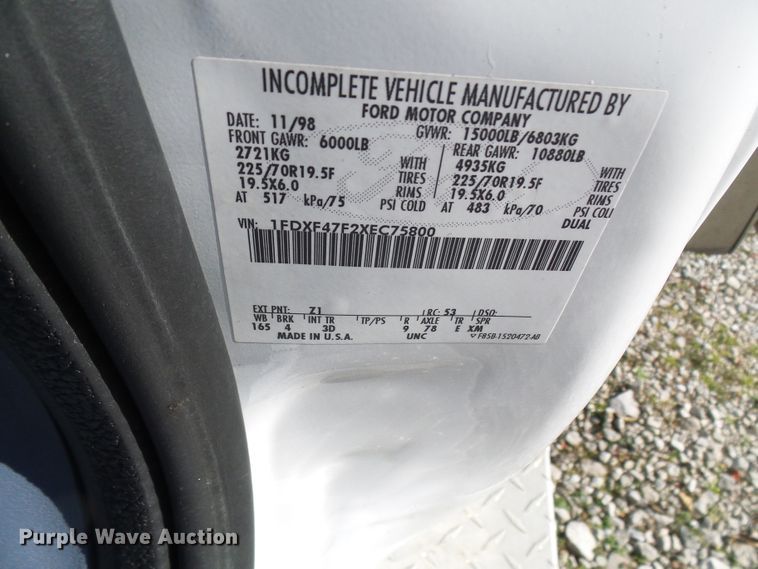 INCOMPLETE VEHICLE MANUFACTURED BY
FORD MOTOR COMPANY
DATE: 11/98 GVWR: 15000LB/6803KG
FRONT GAWR: 6000LB REAR GAWR: 10880LB
2721KG WITH 4935KG WITH
225/70R19.5F TIRES 225/70R19.5F TIRES
19.5X6.0 RIMS 19.5X6.0 RIMS
AT 517 kPa/75 PSI COLD AT 483 kPa/70 PSI COLD
DUAL
VIN: 1FDXF47F2XEC75800
EXT PNT: Z1 RC: 53 DSO:
WB BRK INT TR TP/PS R AXLE TR SPR
165 4 3D 9 78 E XM
MADE IN U.S.A. UNC F85B-1520472-AB
Purple Wave Auction